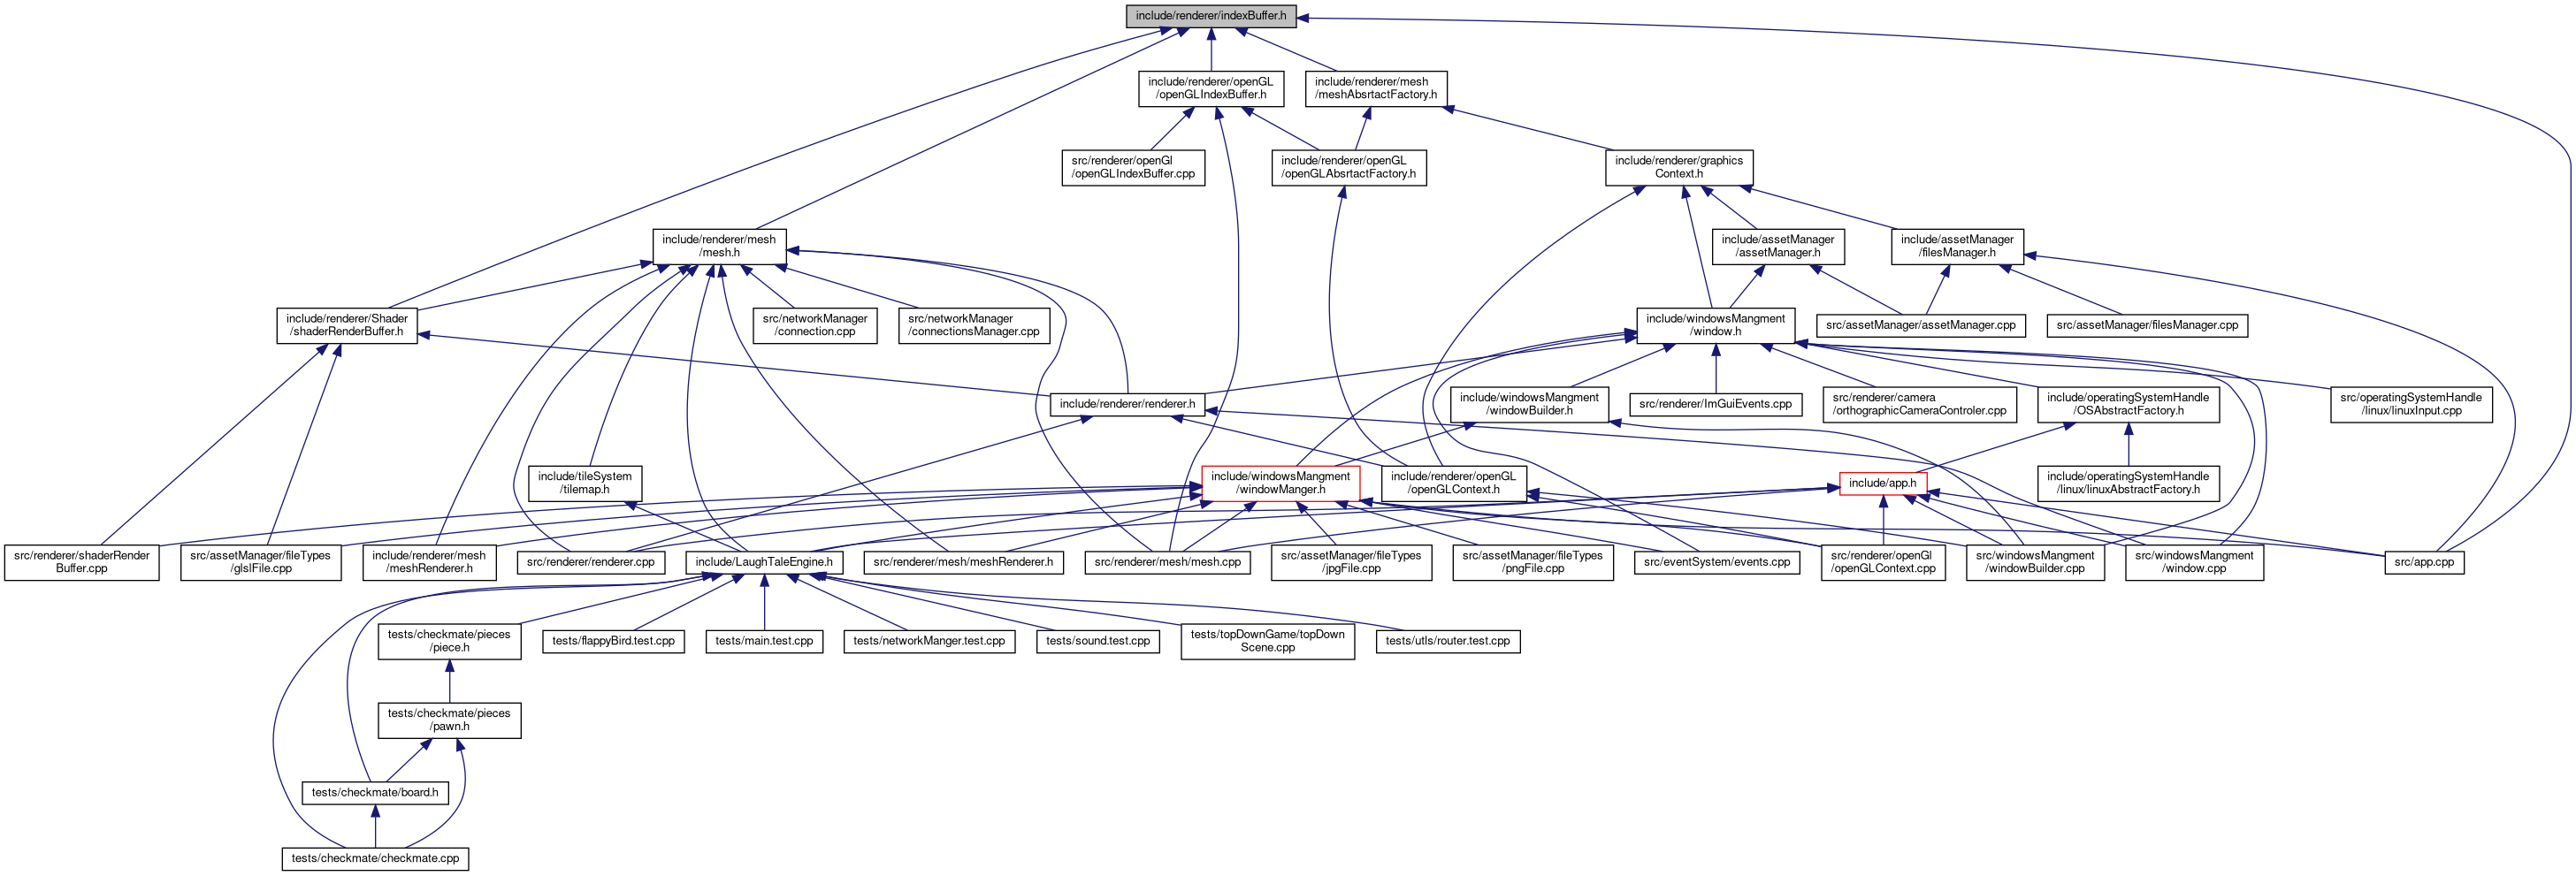 include/renderer/indexBuffer.h
include/renderer/openGL
/openGLIndexBuffer.h
include/renderer/mesh
/meshAbsrtactFactory.h
src/renderer/openGl
/openGLIndexBuffer.cpp
include/renderer/openGL
/openGLAbsrtactFactory.h
include/renderer/graphics
Context.h
include/renderer/mesh
/mesh.h
include/assetManager
/assetManager.h
include/assetManager
/filesManager.h
include/renderer/Shader
/shaderRenderBuffer.h
src/networkManager
/connection.cpp
src/networkManager
/connectionsManager.cpp
include/windowsMangment
/window.h
src/assetManager/assetManager.cpp
src/assetManager/filesManager.cpp
include/renderer/renderer.h
include/windowsMangment
/windowBuilder.h
src/renderer/ImGuiEvents.cpp
src/renderer/camera
/orthographicCameraControler.cpp
include/operatingSystemHandle
/OSAbstractFactory.h
src/operatingSystemHandle
/linux/linuxInput.cpp
include/tileSystem
/tilemap.h
include/windowsMangment
/windowManger.h
include/renderer/openGL
/openGLContext.h
include/app.h
include/operatingSystemHandle
/linux/linuxAbstractFactory.h
src/renderer/shaderRender
Buffer.cpp
src/assetManager/fileTypes
/glslFile.cpp
include/renderer/mesh
/meshRenderer.h
src/renderer/renderer.cpp
include/LaughTaleEngine.h
src/renderer/mesh/meshRenderer.h
src/renderer/mesh/mesh.cpp
src/assetManager/fileTypes
/jpgFile.cpp
src/assetManager/fileTypes
/pngFile.cpp
src/eventSystem/events.cpp
src/renderer/openGl
/openGLContext.cpp
src/windowsMangment
/windowBuilder.cpp
src/windowsMangment
/window.cpp
src/app.cpp
tests/checkmate/pieces
/piece.h
tests/flappyBird.test.cpp
tests/main.test.cpp
tests/networkManger.test.cpp
tests/sound.test.cpp
tests/topDownGame/topDown
Scene.cpp
tests/utls/router.test.cpp
tests/checkmate/pieces
/pawn.h
tests/checkmate/board.h
tests/checkmate/checkmate.cpp